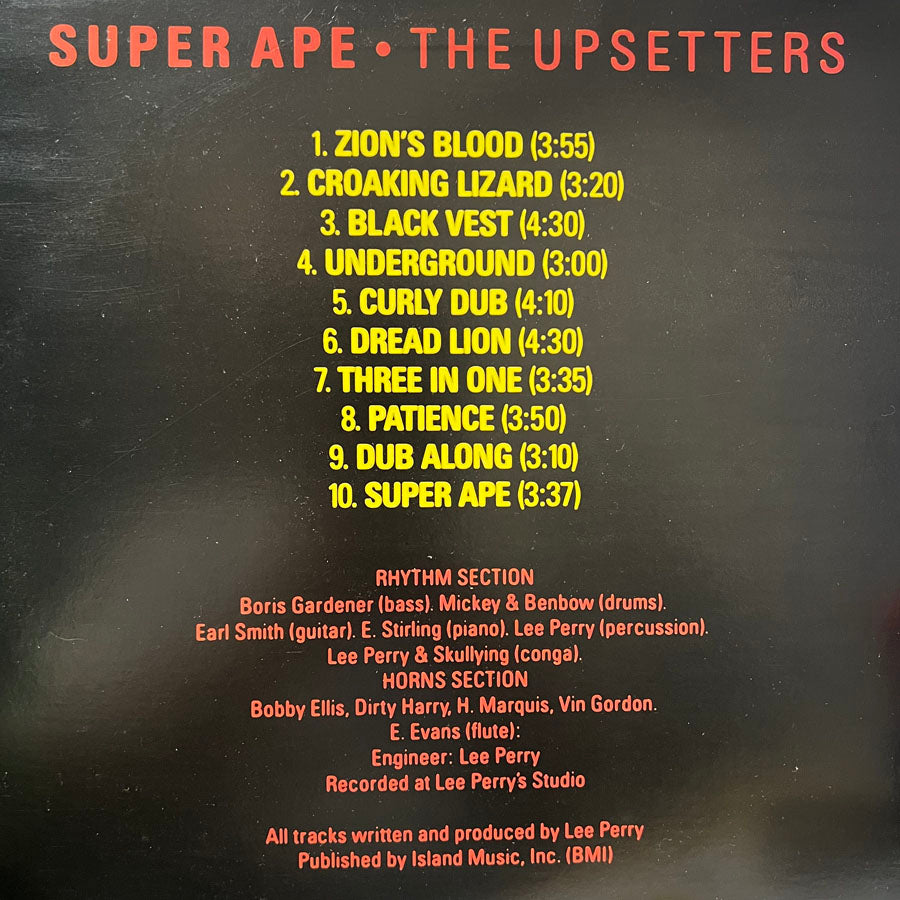 SUPER APE • THE UPSETTERS
1. ZION'S BLOOD (3:55)
2. CROAKING LIZARD (3:20)
3. BLACK VEST (4:30)
4. UNDERGROUND (3:00)
5. CURLY DUB (4:10)
6. DREAD LION (4:30)
7. THREE IN ONE (3:35)
8. PATIENCE (3:50)
9. DUB ALONG (3:10)
10. SUPER APE (3:37)
RHYTHM SECTION
Boris Gardener (bass). Mickey & Benbow (drums).
Earl Smith (guitar). E. Stirling (piano). Lee Perry (percussion).
Lee Perry & Skullying (conga).
HORNS SECTION
Bobby Ellis, Dirty Harry, H. Marquis, Vin Gordon.
E. Evans (flute):
Engineer: Lee Perry
Recorded at Lee Perry's Studio
All tracks written and produced by Lee Perry
Published by Island Music, Inc. (BMI)